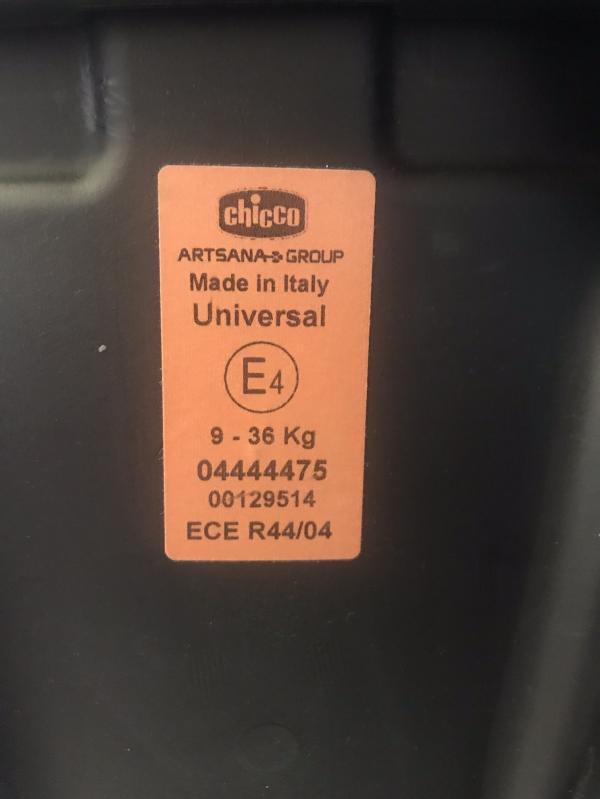 chicco
ARTSANA GROUP
Made in Italy
Universal
E4
9 - 36 Kg
04444475
00129514
ECE R44/04